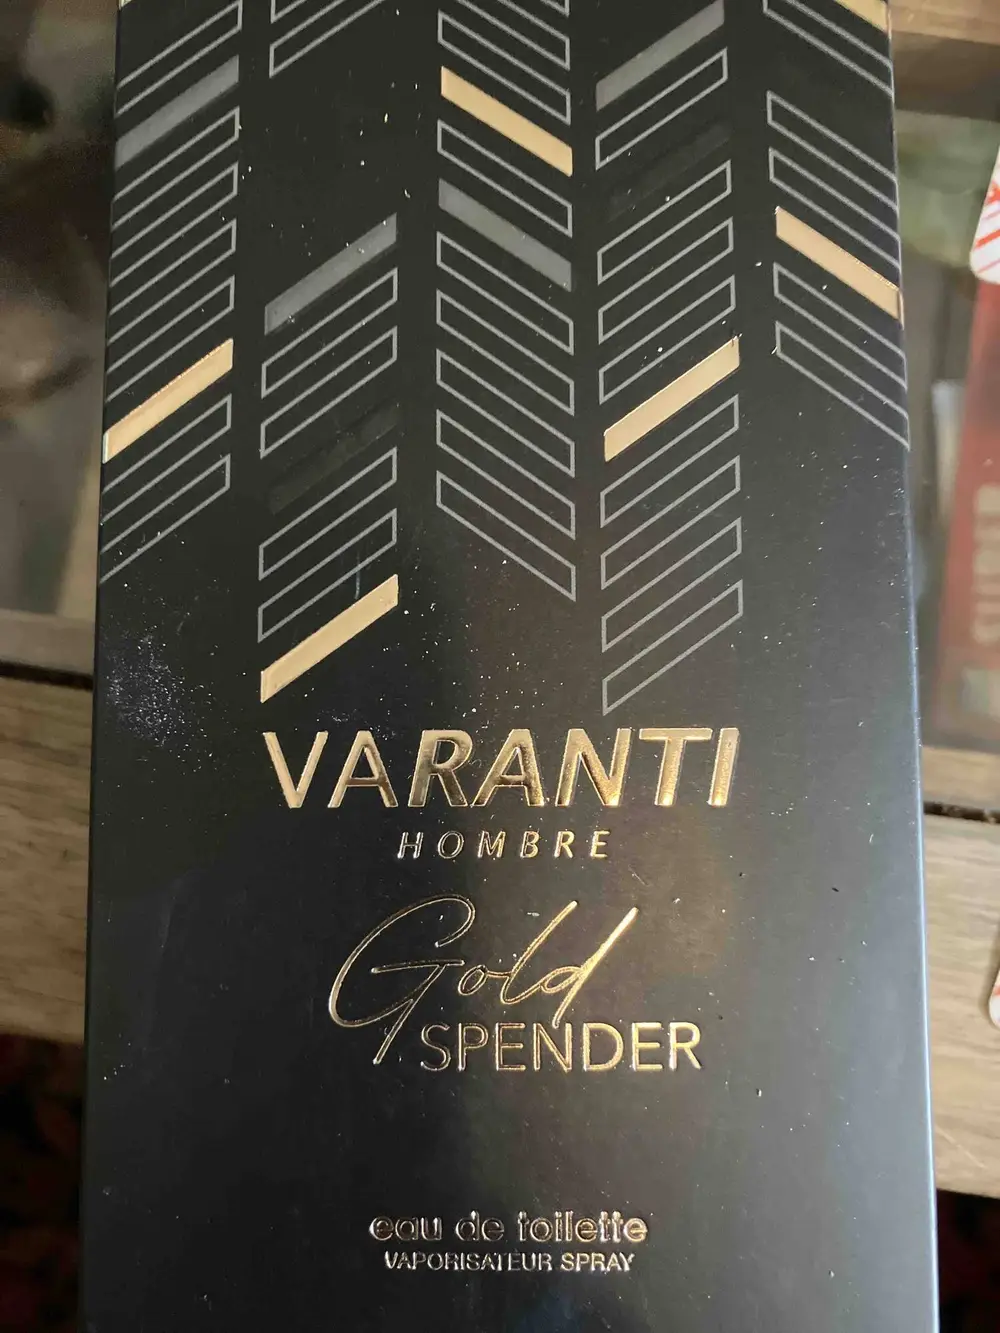 VARANTI
HOMBRE
Gold
SPENDER
eau de toilette
VAPORISATEUR SPRAY